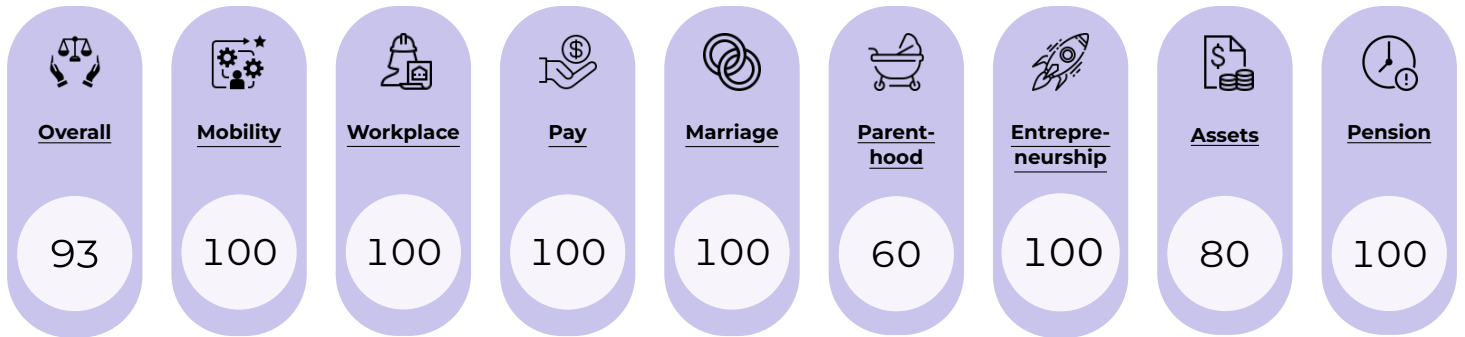 Overall
93
Mobility
100
Workplace
100
Pay
100
Marriage
100
Parent-
hood
60
Entrepre-
neurship
100
Assets
80
Pension
100